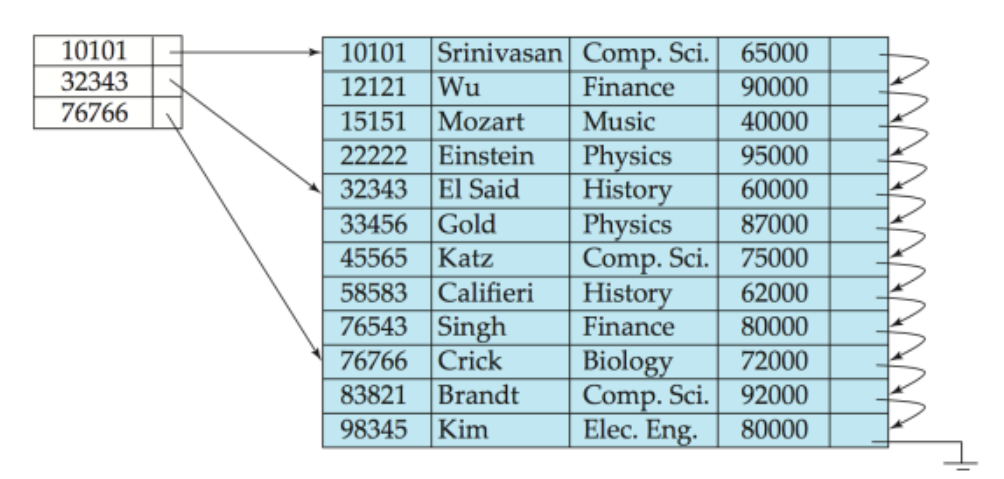 10101
32343
76766
10101 Srinivasan Comp. Sci. 65000
12121 Wu Finance 90000
15151 Mozart Music 40000
22222 Einstein Physics 95000
32343 El Said History 60000
33456 Gold Physics 87000
45565 Katz Comp. Sci. 75000
58583 Califieri History 62000
76543 Singh Finance 80000
76766 Crick Biology 72000
83821 Brandt Comp. Sci. 92000
98345 Kim Elec. Eng. 80000